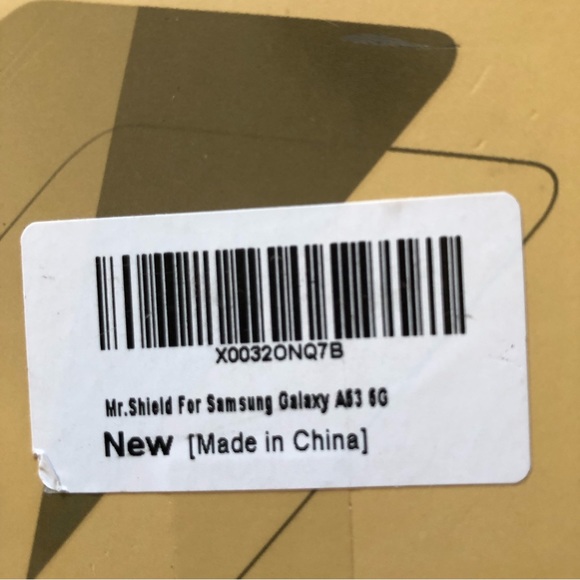 X0032ONQ7B
Mr.Shield For Samsung Galaxy A53 5G
New [Made in China]